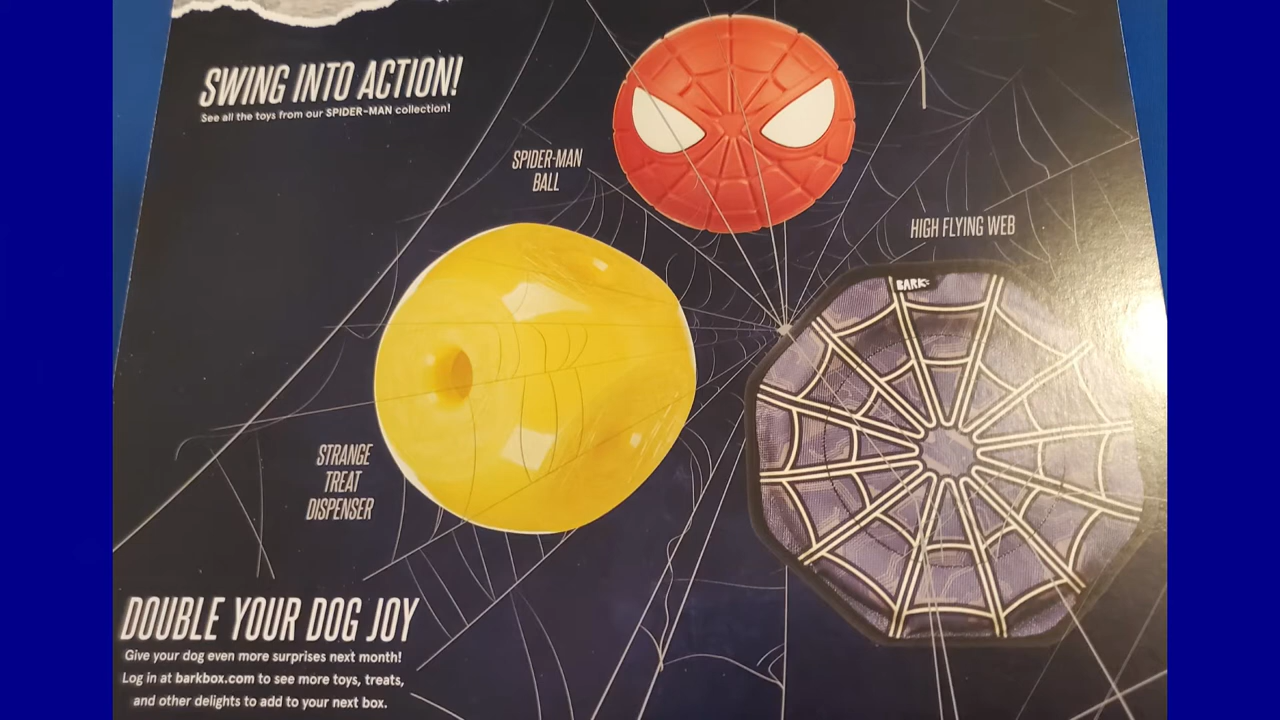 SWING INTO ACTION!
See all the toys from our SPIDER-MAN collection!
SPIDER-MAN
BALL
HIGH FLYING WEB
BARK
STRANGE
TREAT
DISPENSER
DOUBLE YOUR DOG JOY
Give your dog even more surprises next month!
Log in at barkbox.com to see more toys, treats,
and other delights to add to your next box.